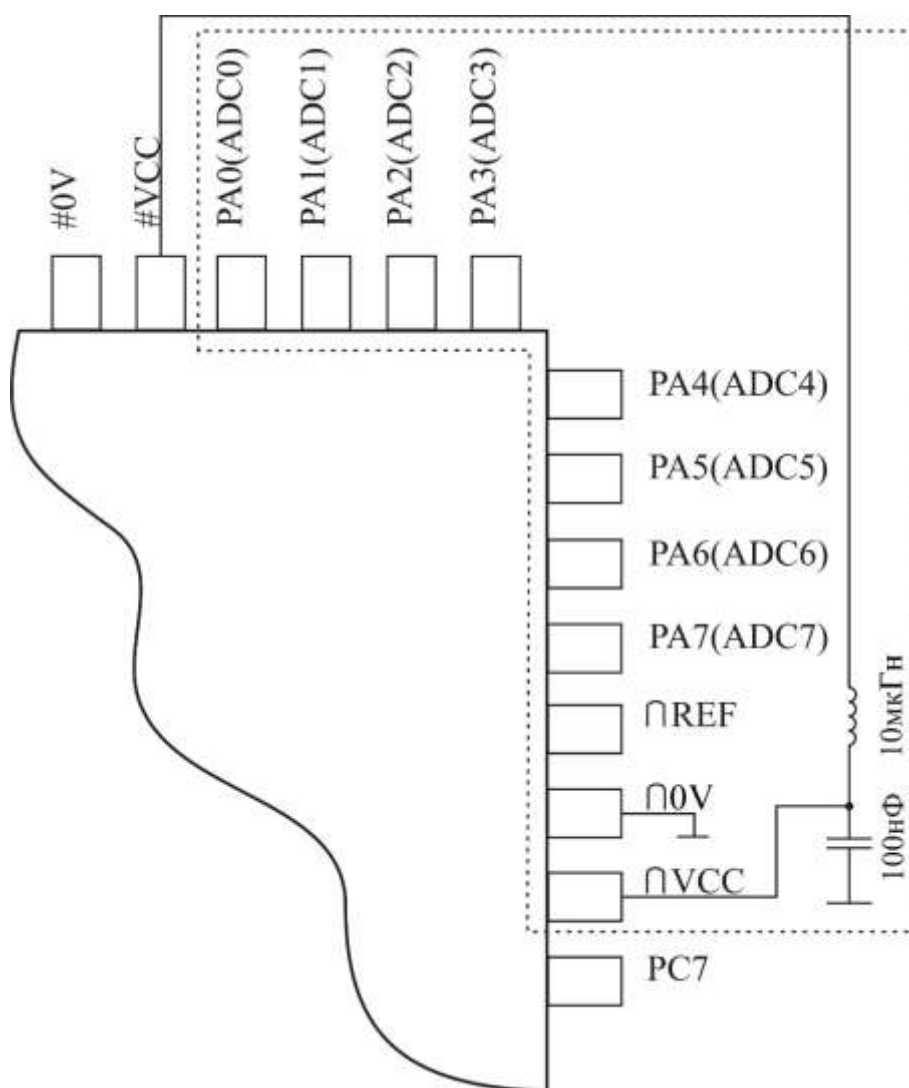 #0V
#VCC
PA0(ADC0)
PA1(ADC1)
PA2(ADC2)
PA3(ADC3)
PA4(ADC4)
PA5(ADC5)
PA6(ADC6)
PA7(ADC7)
∩REF
∩0V
∩VCC
PC7
10мкГн
100нФ